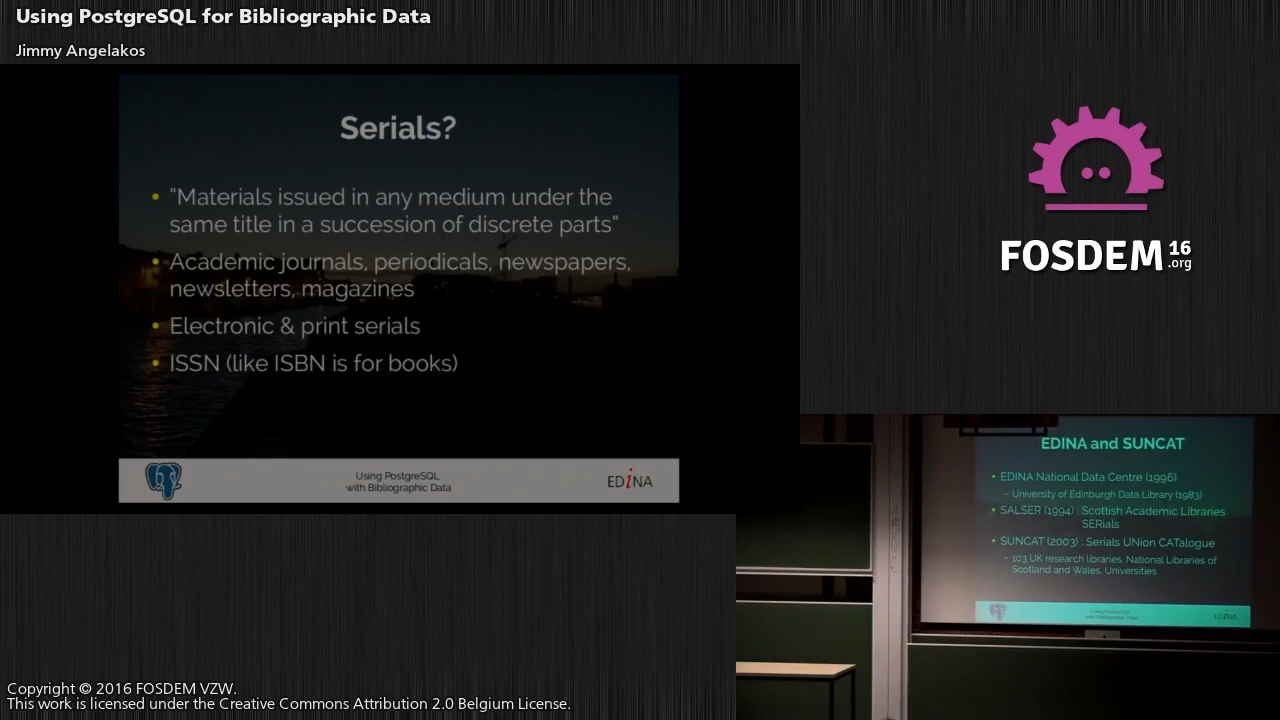 Using PostgreSQL for Bibliographic Data
Jimmy Angelakos
Serials?
"Materials issued in any medium under the
same title in a succession of discrete parts"
Academic journals, periodicals, newspapers,
newsletters, magazines
Electronic & print serials
ISSN (like ISBN is for books)
Using PostgreSQL
with Bibliographic Data
EDiNA
FOSDEM 16
.org
EDINA and SUNCAT
EDINA National Data Centre (1996)
– University of Edinburgh Data Library (1983)
SALSER (1994) : Scottish Academic Libraries
SERials
SUNCAT (2003) : Serials UNion CATalogue
– 103 UK research libraries, National Libraries of
Scotland and Wales, Universities
Using PostgreSQL
with Bibliographic Data
EDiNA
Copyright © 2016 FOSDEM VZW.
This work is licensed under the Creative Commons Attribution 2.0 Belgium License.